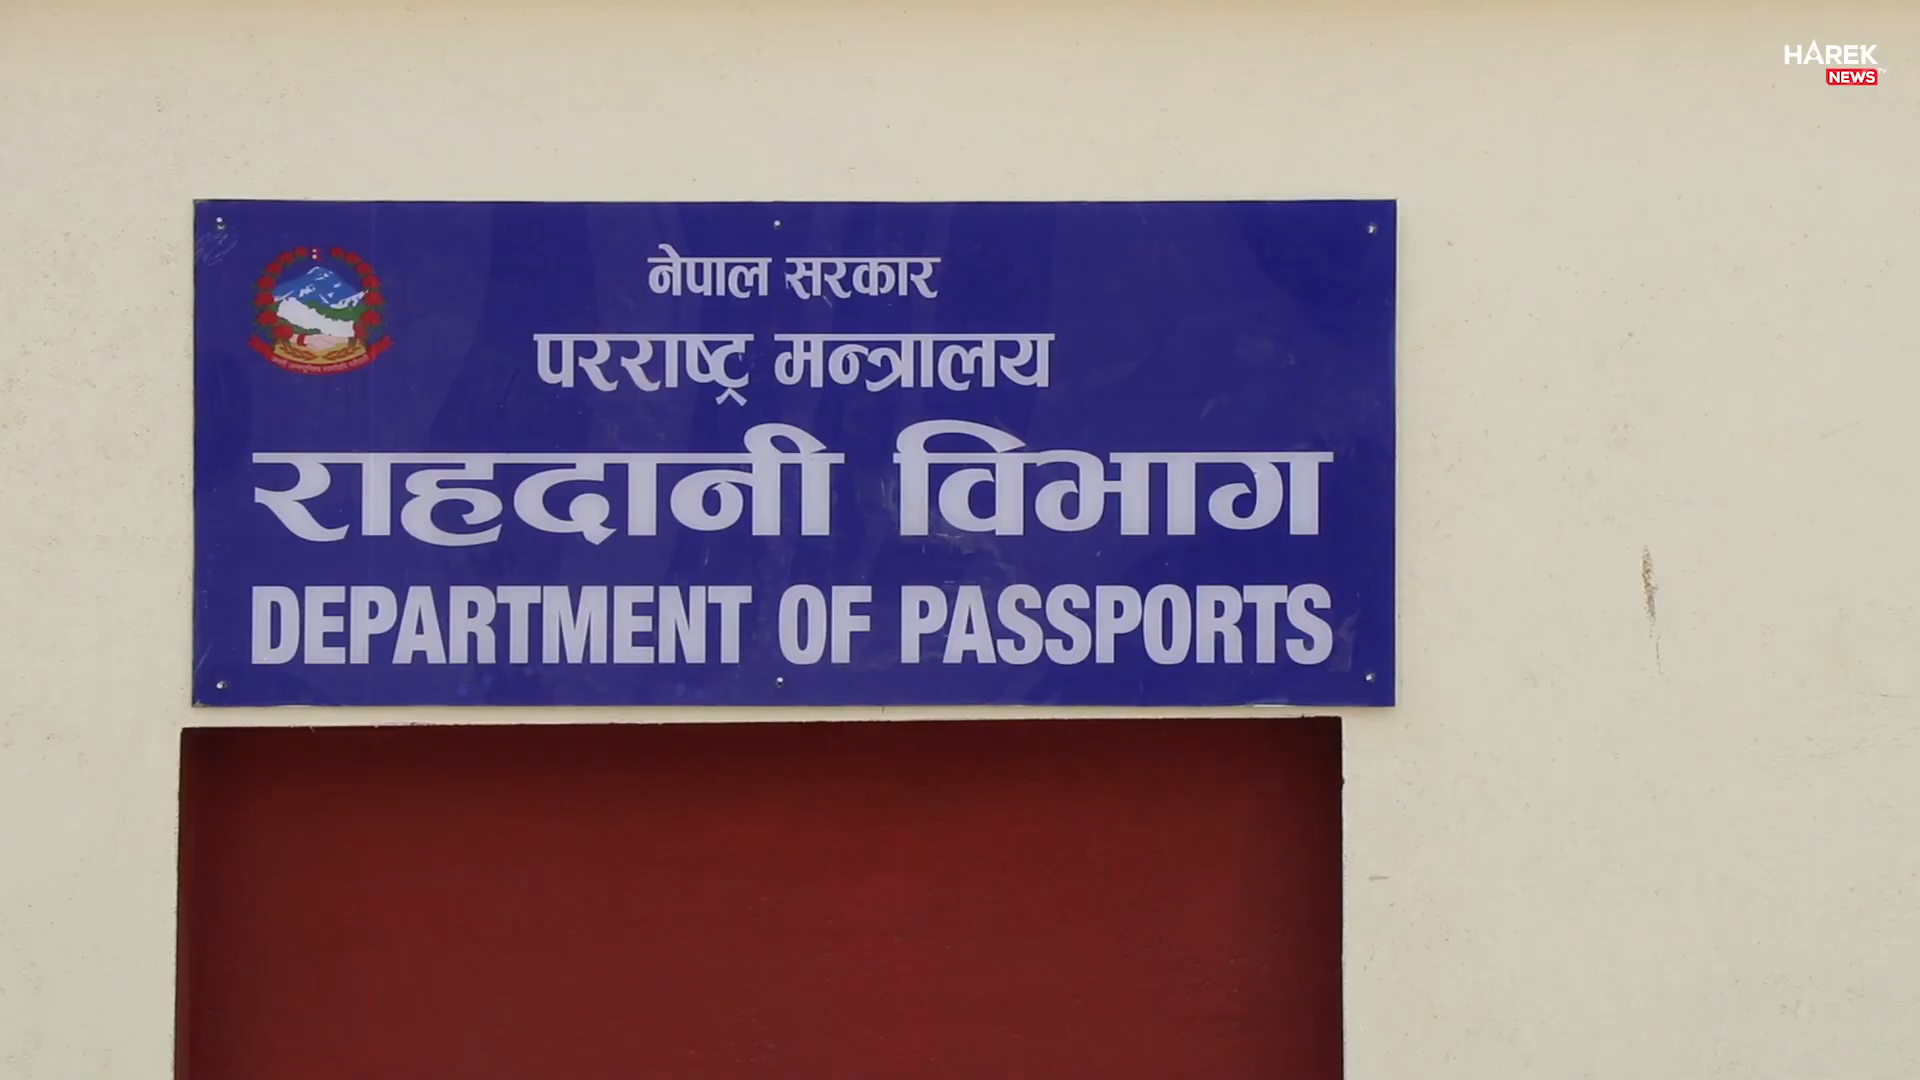 HAREK
NEWS
नेपाल सरकार
परराष्ट्र मन्त्रालय
राहदानी विभाग
DEPARTMENT OF PASSPORTS